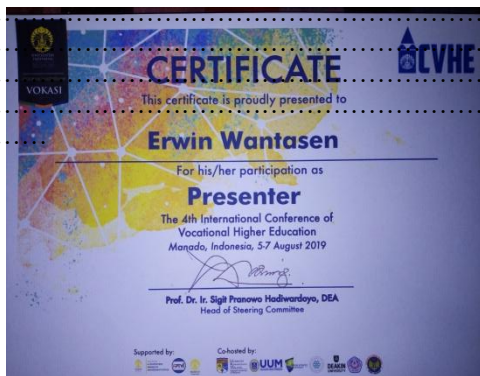 VOKASI
CVHE
CERTIFICATE
This certificate is proudly presented to
Erwin Wantasen
For his/her participation as
Presenter
The 4th International Conference of
Vocational Higher Education
Manado, Indonesia, 5-7 August 2019
Prof. Dr. Ir. Sigit Pranowo Hadiwardoyo, DEA
Head of Steering Committee
Supported by:
Co-hosted by:
UUM
DEAKIN